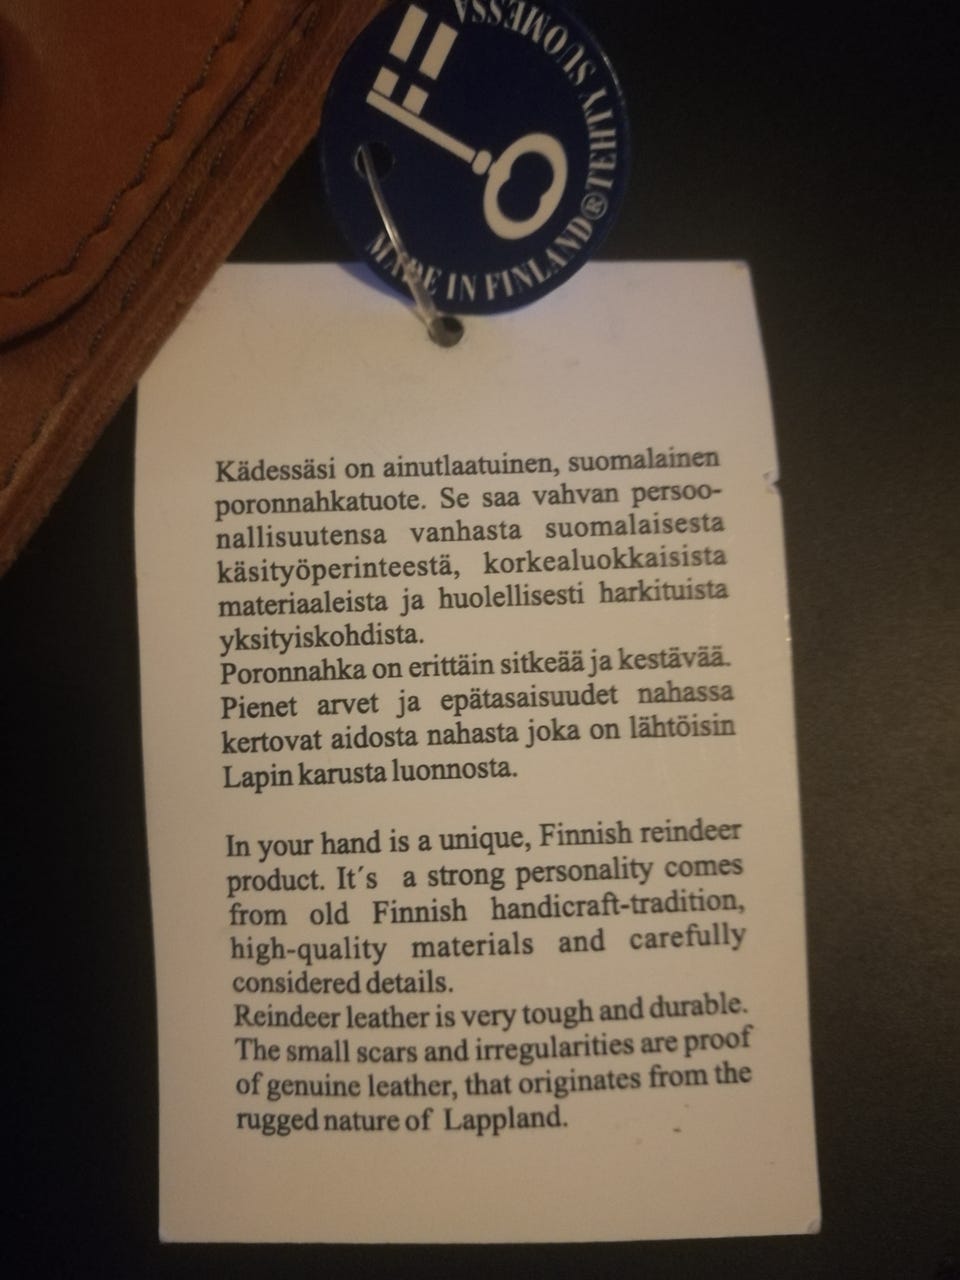 MADE IN FINLAND® TEHTY SUOMESSA
Kädessäsi on ainutlaatuinen, suomalainen
poronnahkatuote. Se saa vahvan persoo-
nallisuutensa vanhasta suomalaisesta
käsityöperinteestä, korkealuokkaisista
materiaaleista ja huolellisesti harkituista
yksityiskohdista.
Poronnahka on erittäin sitkeää ja kestävää.
Pienet arvet ja epätasaisuudet nahassa
kertovat aidosta nahasta joka on lähtöisin
Lapin karusta luonnosta.
In your hand is a unique, Finnish reindeer
product. It´s a strong personality comes
from old Finnish handicraft-tradition,
high-quality materials and carefully
considered details.
Reindeer leather is very tough and durable.
The small scars and irregularities are proof
of genuine leather, that originates from the
rugged nature of Lappland.